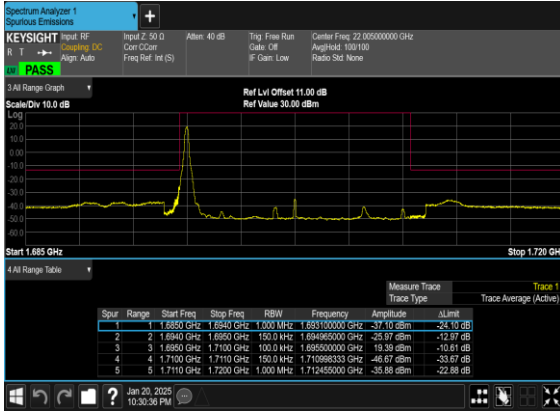 Spectrum Analyzer 1
Spurious Emissions
+
KEYSIGHT
R T
PASS
Input: RF
Coupling: DC
Align: Auto
Input Z: 50 Ω
Corr CCorr
Freq Ref: Int (S)
Atten: 40 dB
Trig: Free Run
Gate: Off
IF Gain: Low
Center Freq: 22.005000000 GHz
Avg|Hold: 100/100
Radio Std: None
3 All Range Graph
Scale/Div 10.0 dB
Ref Lvl Offset 11.00 dB
Ref Value 30.00 dBm
Log
20.0
10.0
0.00
-10.0
-20.0
-30.0
-40.0
-50.0
-60.0
Start 1.685 GHz
Stop 1.720 GH
4 All Range Table
Measure Trace Trace 1
Trace Type Trace Average (Active)
Spur Range Start Freq Stop Freq RBW Frequency Amplitude ΔLimit
1 1 1.6850 GHz 1.6940 GHz 1.000 MHz 1.693100000 GHz -37.10 dBm -24.10 dB
2 2 1.6940 GHz 1.6950 GHz 150.0 kHz 1.694965000 GHz -25.97 dBm -12.97 dB
3 3 1.6950 GHz 1.7100 GHz 100.0 kHz 1.695500000 GHz 19.39 dBm -10.61 dB
4 4 1.7100 GHz 1.7110 GHz 150.0 kHz 1.710998333 GHz -46.67 dBm -33.67 dB
5 5 1.7110 GHz 1.7200 GHz 1.000 MHz 1.712455000 GHz -35.88 dBm -22.88 dB
?
Jan 20, 2025
10:30:36 PM